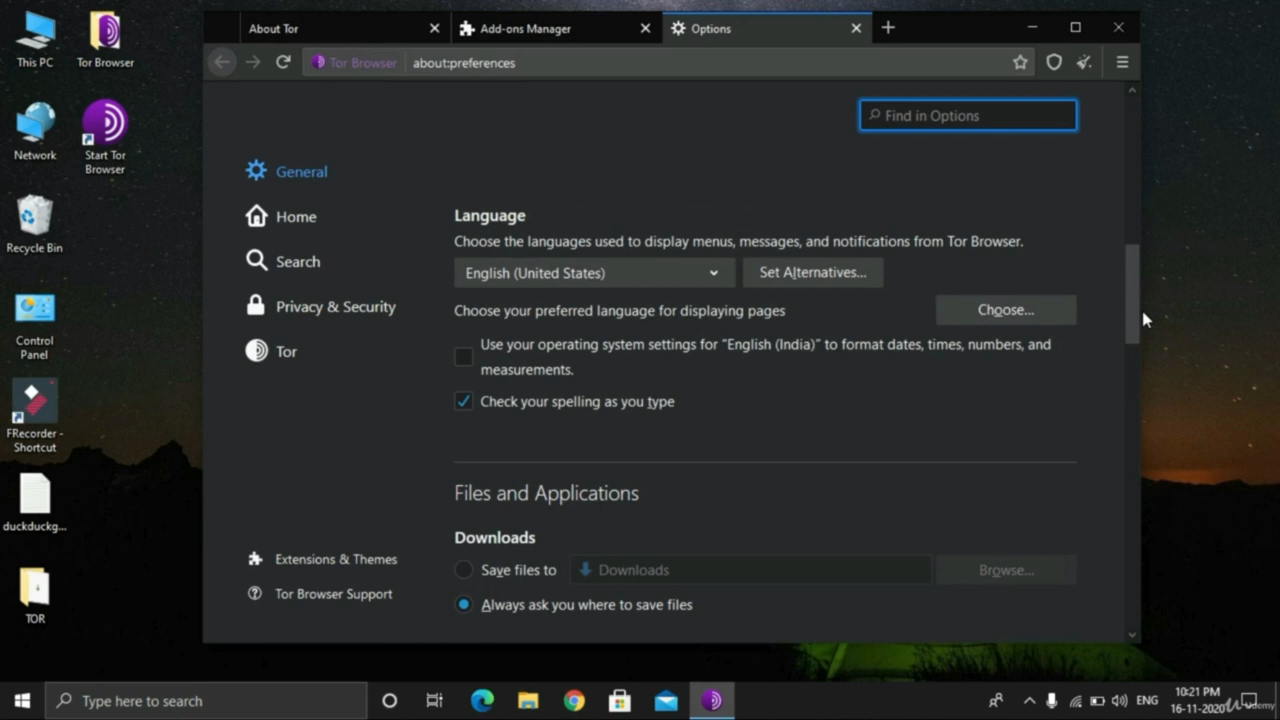 This PC
Tor Browser
Network
Start Tor
Browser
Recycle Bin
Control
Panel
FRecorder -
Shortcut
duckduckg...
TOR
About Tor
Add-ons Manager
Options
Tor Browser
about:preferences
Find in Options
General
Home
Search
Privacy & Security
Tor
Extensions & Themes
Tor Browser Support
Language
Choose the languages used to display menus, messages, and notifications from Tor Browser.
English (United States)
Set Alternatives...
Choose your preferred language for displaying pages
Choose...
Use your operating system settings for “English (India)” to format dates, times, numbers, and
measurements.
Check your spelling as you type
Files and Applications
Downloads
Save files to
Downloads
Browse...
Always ask you where to save files
Type here to search
ENG
10:21 PM
16-11-2020
Udemy